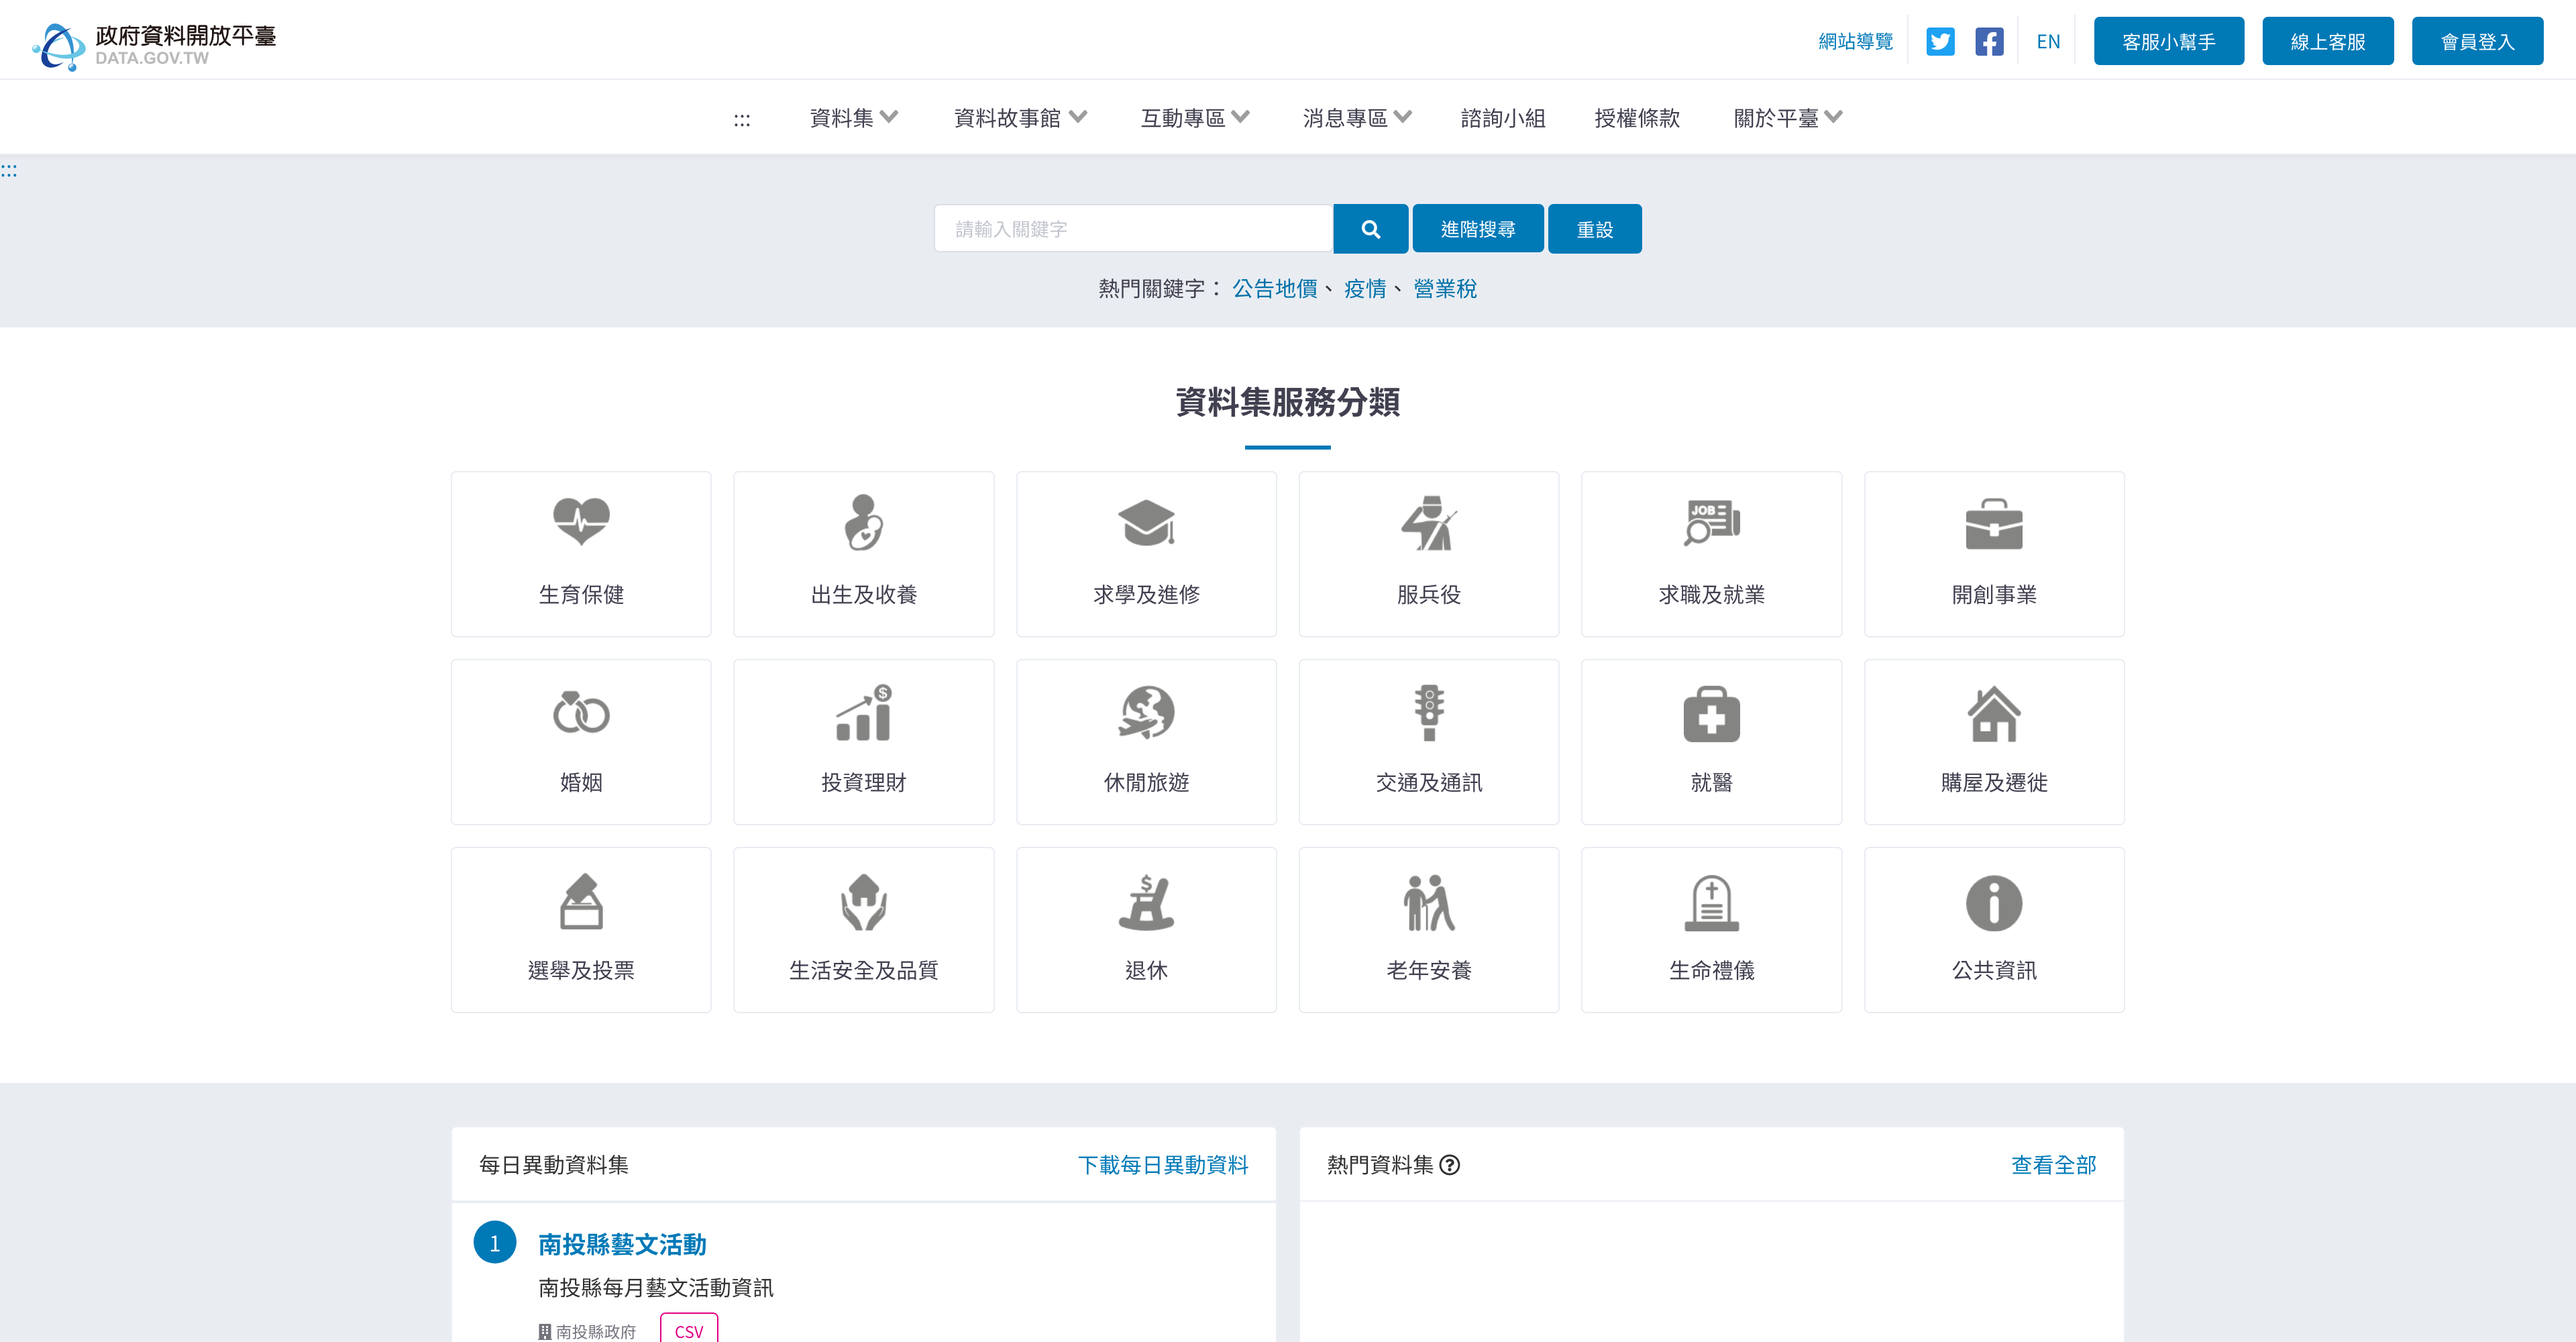 政府資料開放平臺
DATA.GOV.TW
網站導覽
EN
客服小幫手
線上客服
會員登入
:::
資料集
資料故事館
互動專區
消息專區
諮詢小組
授權條款
關於平臺
:::
請輸入關鍵字
進階搜尋
重設
熱門關鍵字： 公告地價、 疫情、 營業稅
資料集服務分類
生育保健
出生及收養
求學及進修
服兵役
JOB
求職及就業
開創事業
婚姻
$
投資理財
休閒旅遊
交通及通訊
就醫
購屋及遷徙
選舉及投票
生活安全及品質
$
退休
老年安養
生命禮儀
公共資訊
每日異動資料集
下載每日異動資料
熱門資料集
查看全部
1
南投縣藝文活動
南投縣每月藝文活動資訊
南投縣政府
CSV